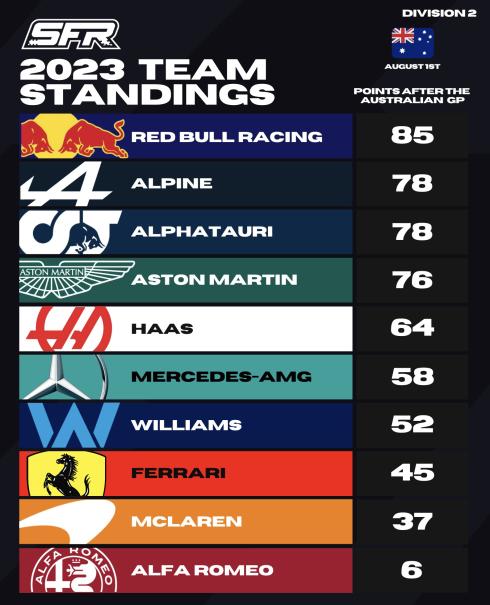 DIVISION 2
SFR
AUGUST 1ST
2023 TEAM
STANDINGS
POINTS AFTER THE
AUSTRALIAN GP
RED BULL RACING 85
ALPINE 78
ALPHATAURI 78
ASTON MARTIN ASTON MARTIN 76
HAAS 64
MERCEDES-AMG 58
WILLIAMS 52
FERRARI 45
MCLAREN 37
ALFA ROMEO ALFA ROMEO 6